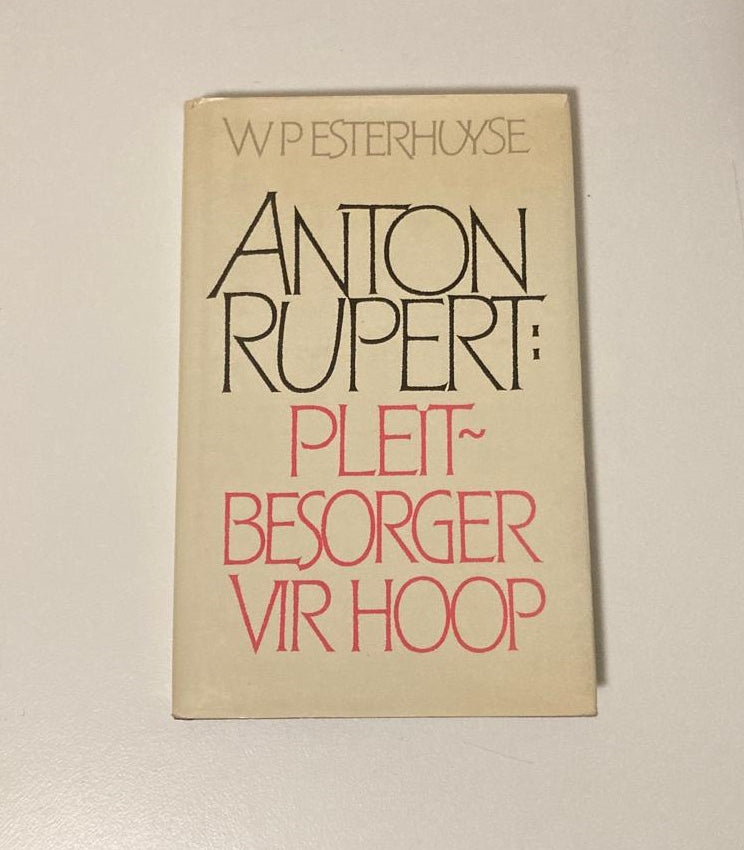 W P ESTERHUYSE
ANTON
RUPERT:
PLEIT~
BESORGER
VIR HOOP